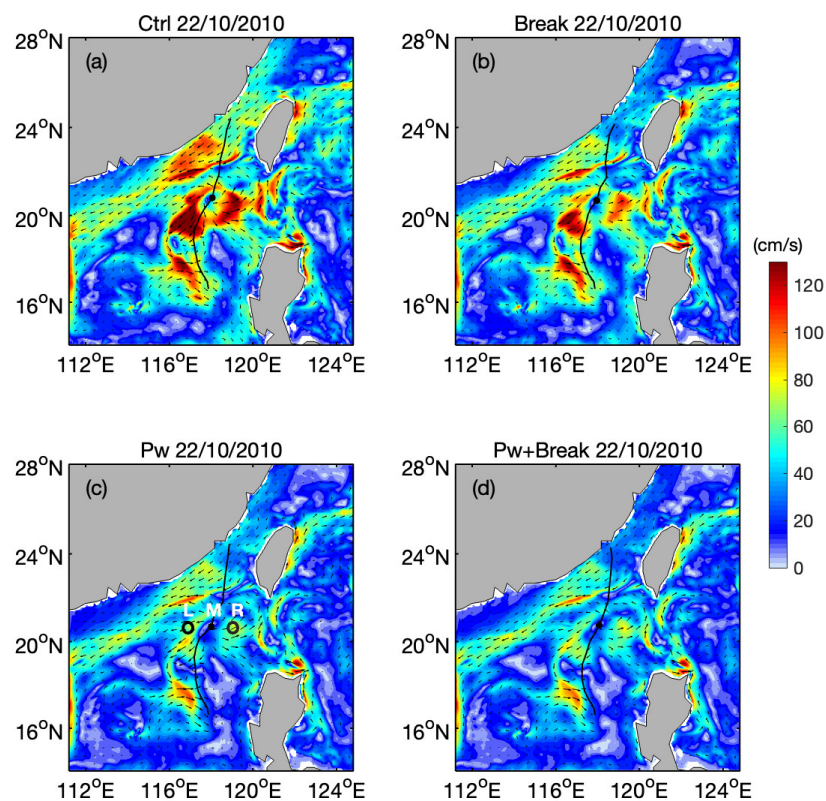 Ctrl 22/10/2010
Break 22/10/2010
28°N
(a)
24°N
20°N
16°N
112°E
116°E
120°E
124°E
28°N
(b)
24°N
20°N
16°N
112°E
116°E
120°E
124°E
(cm/s)
120
100
80
60
40
20
0
Pw 22/10/2010
Pw+Break 22/10/2010
28°N
(c)
24°N
L M R
20°N
16°N
112°E
116°E
120°E
124°E
28°N
(d)
24°N
20°N
16°N
112°E
116°E
120°E
124°E